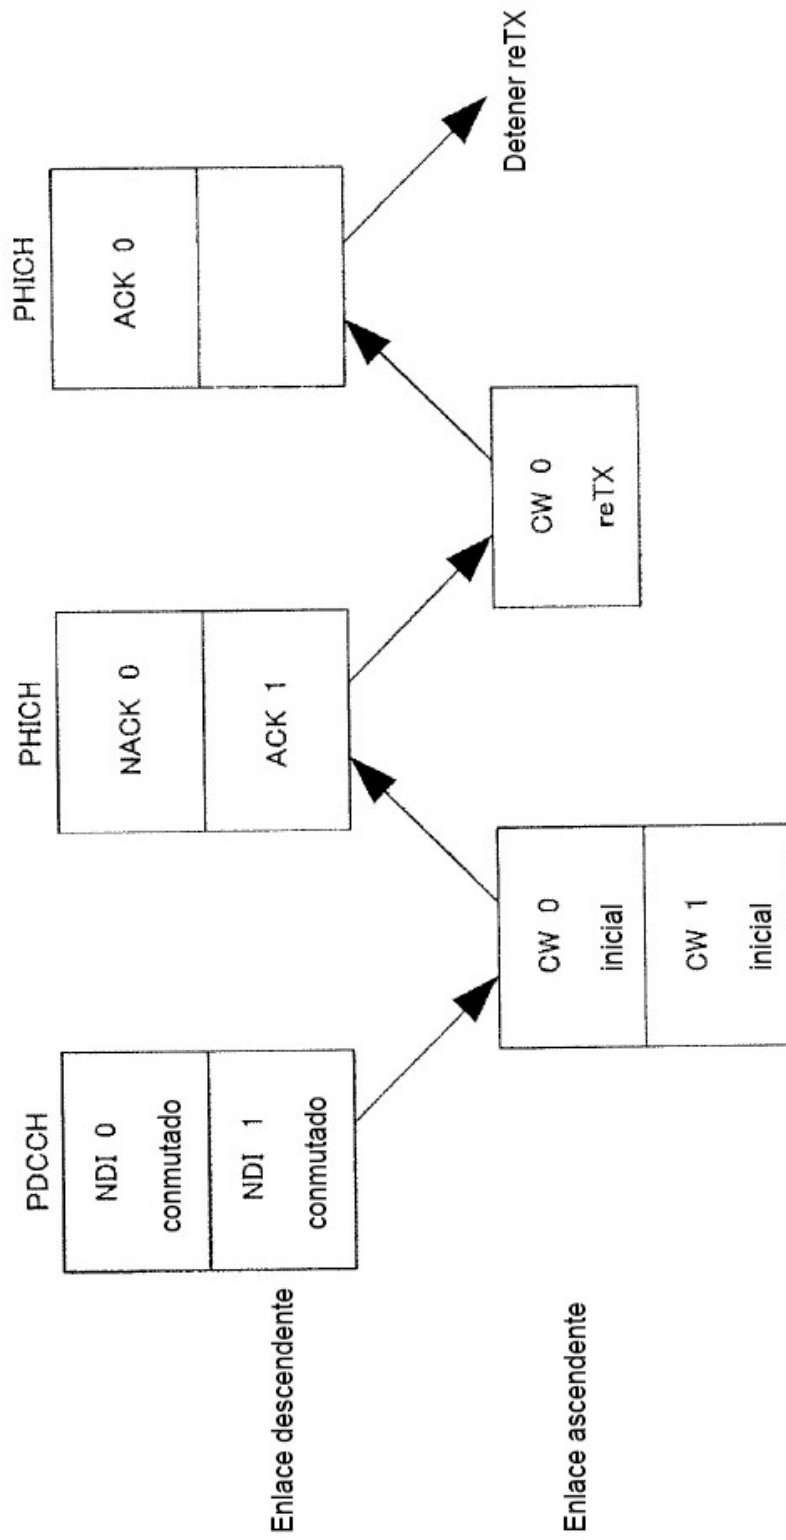 PDCCH
NDI 0
conmutado
NDI 1
conmutado
PHICH
NACK 0
ACK 1
PHICH
ACK 0
Enlace descendente
Enlace ascendente
CW 0
inicial
CW 1
inicial
CW 0
reTX
Detener reTX